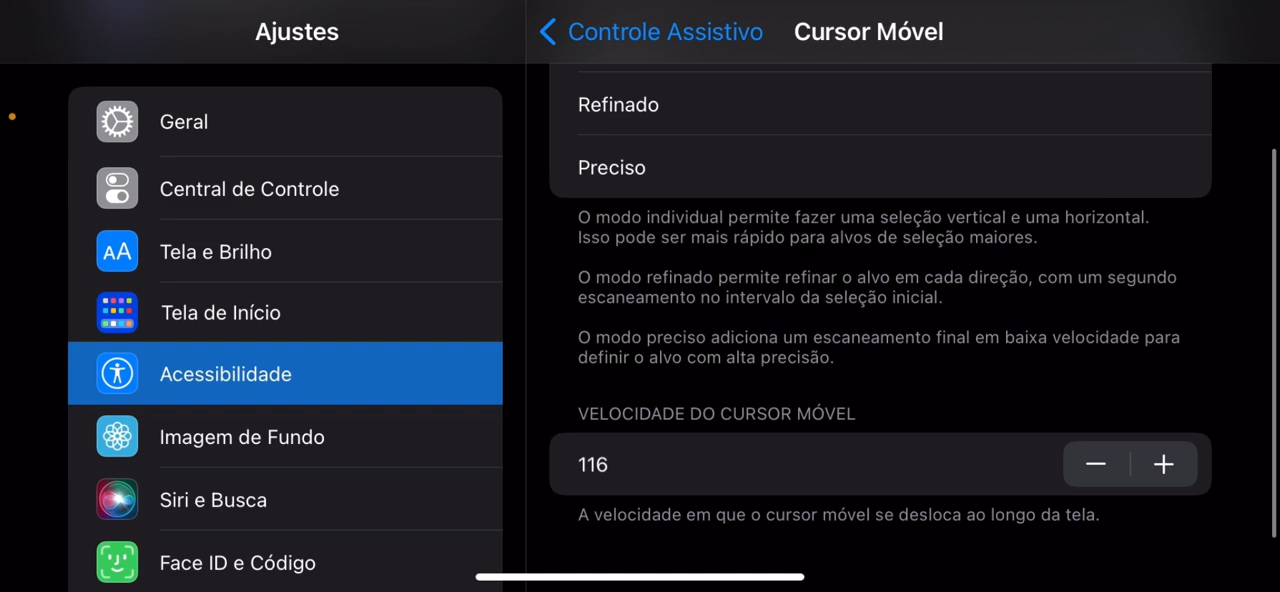 Ajustes
Geral
Central de Controle
AA Tela e Brilho
Tela de Início
Acessibilidade
Imagem de Fundo
Siri e Busca
Face ID e Código
Controle Assistivo Cursor Móvel
Refinado
Preciso
O modo individual permite fazer uma seleção vertical e uma horizontal.
Isso pode ser mais rápido para alvos de seleção maiores.
O modo refinado permite refinar o alvo em cada direção, com um segundo
escaneamento no intervalo da seleção inicial.
O modo preciso adiciona um escaneamento final em baixa velocidade para
definir o alvo com alta precisão.
VELOCIDADE DO CURSOR MÓVEL
116 − +
A velocidade em que o cursor móvel se desloca ao longo da tela.